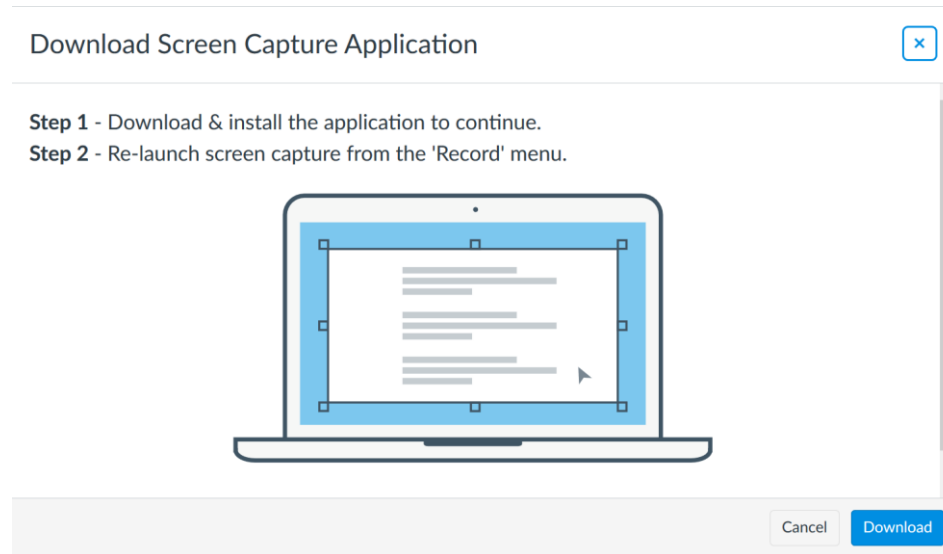 Download Screen Capture Application
Step 1 - Download & install the application to continue.
Step 2 - Re-launch screen capture from the 'Record' menu.
Cancel
Download